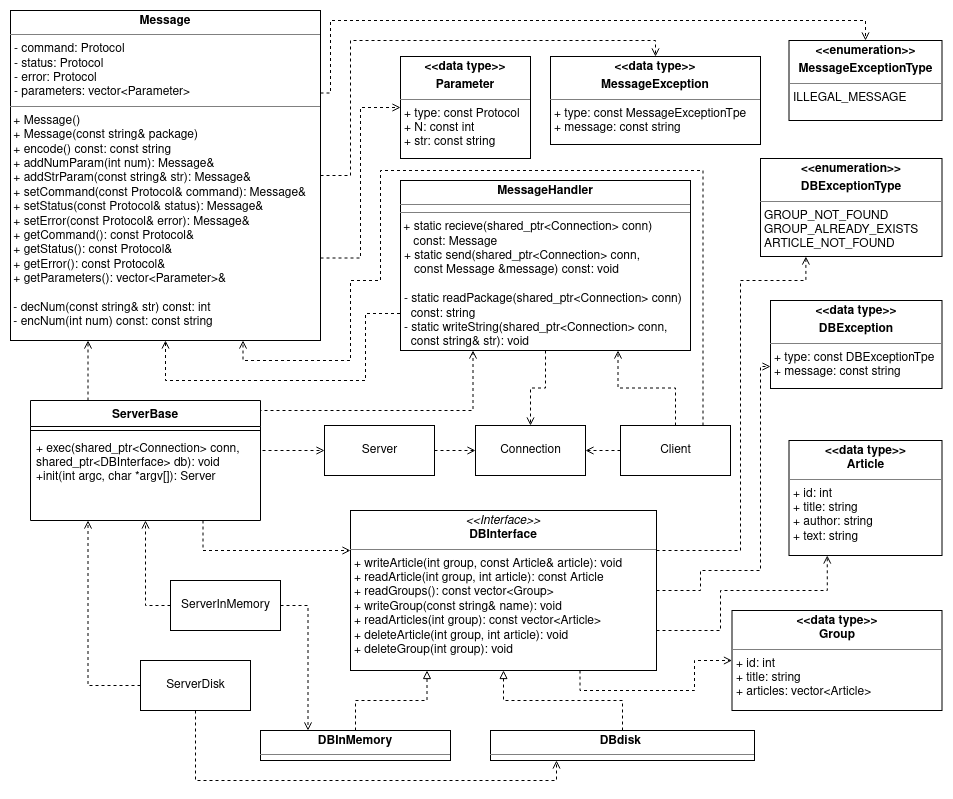 Message
- command: Protocol
- status: Protocol
- error: Protocol
- parameters: vector<Parameter>
+ Message()
+ Message(const string& package)
+ encode() const: const string
+ addNumParam(int num): Message&
+ addStrParam(const string& str): Message&
+ setCommand(const Protocol& command): Message&
+ setStatus(const Protocol& status): Message&
+ setError(const Protocol& error): Message&
+ getCommand(): const Protocol&
+ getStatus(): const Protocol&
+ getError(): const Protocol&
+ getParameters(): vector<Parameter>&
- decNum(const string& str) const: int
- encNum(int num) const: const string
<<data type>>
Parameter
+ type: const Protocol
+ N: const int
+ str: const string
<<data type>>
MessageException
+ type: const MessageExceptionTpe
+ message: const string
<<enumeration>>
MessageExceptionType
ILLEGAL_MESSAGE
MessageHandler
+ static recieve(shared_ptr<Connection> conn)
const: Message
+ static send(shared_ptr<Connection> conn,
const Message &message) const: void
- static readPackage(shared_ptr<Connection> conn)
const: string
- static writeString(shared_ptr<Connection> conn,
const string& str): void
<<enumeration>>
DBExceptionType
GROUP_NOT_FOUND
GROUP_ALREADY_EXISTS
ARTICLE_NOT_FOUND
<<data type>>
DBException
+ type: const DBExceptionTpe
+ message: const string
ServerBase
+ exec(shared_ptr<Connection> conn,
shared_ptr<DBInterface> db): void
+init(int argc, char *argv[]): Server
Server
Connection
Client
<<data type>>
Article
+ id: int
+ title: string
+ author: string
+ text: string
<<Interface>>
DBInterface
+ writeArticle(int group, const Article& article): void
+ readArticle(int group, int article): const Article
+ readGroups(): const vector<Group>
+ writeGroup(const string& name): void
+ readArticles(int group): const vector<Article>
+ deleteArticle(int group, int article): void
+ deleteGroup(int group): void
ServerInMemory
<<data type>>
Group
+ id: int
+ title: string
+ articles: vector<Article>
ServerDisk
DBInMemory
DBdisk